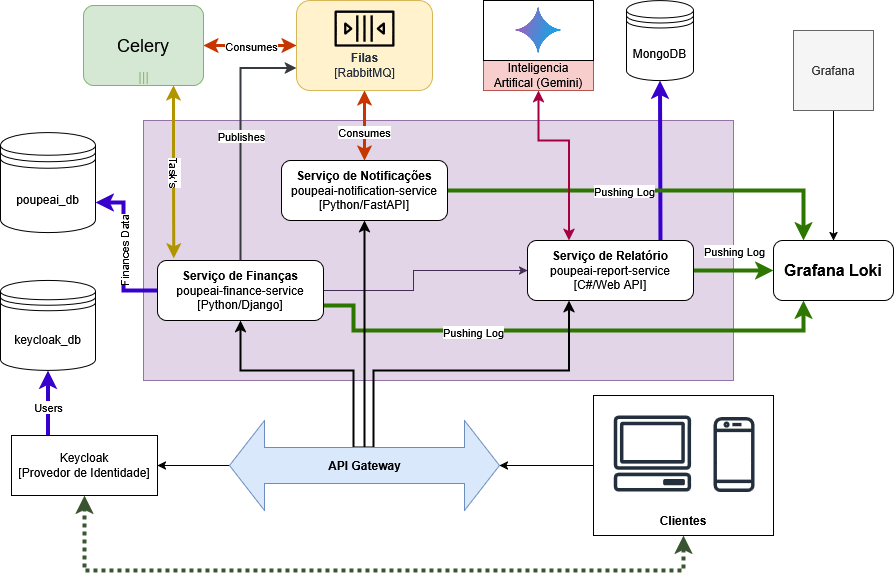 Celery
|||
Consumes
Filas
[RabbitMQ]
Inteligencia
Artifical (Gemini)
MongoDB
Grafana
Publishes
Consumes
Task's
poupeai_db
Finances Data
Serviço de Notificações
poupeai-notification-service
[Python/FastAPI]
Pushing Log
Serviço de Finanças
poupeai-finance-service
[Python/Django]
Serviço de Relatório
poupeai-report-service
[C#/Web API]
Pushing Log
Grafana Loki
Pushing Log
keycloak_db
Users
Keycloak
[Provedor de Identidade]
API Gateway
Clientes